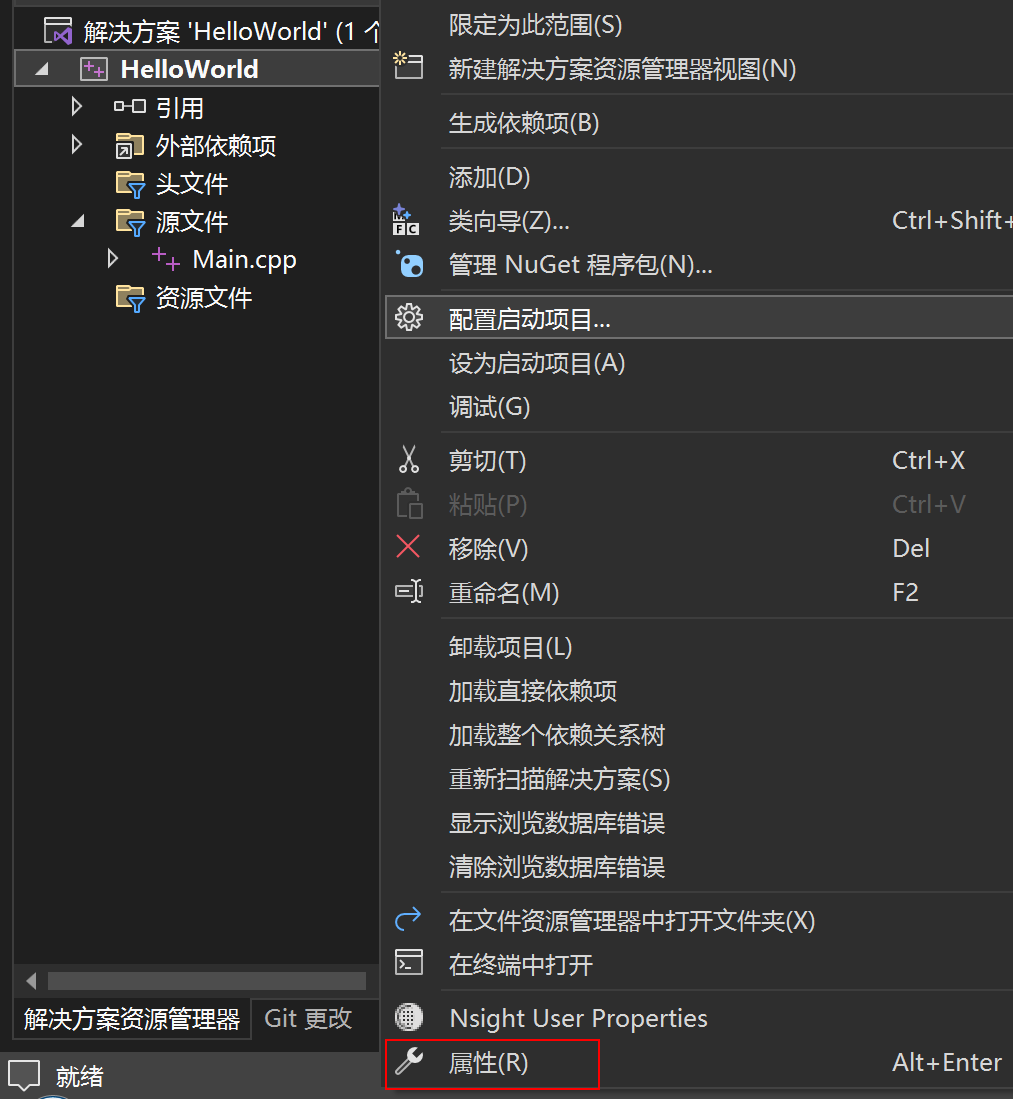 解决方案 'HelloWorld' (1 个
HelloWorld
引用
外部依赖项
头文件
源文件
Main.cpp
资源文件
解决方案资源管理器
Git 更改
就绪
限定为此范围(S)
新建解决方案资源管理器视图(N)
生成依赖项(B)
添加(D)
类向导(Z)... Ctrl+Shift+
管理 NuGet 程序包(N)...
配置启动项目...
设为启动项目(A)
调试(G)
剪切(T) Ctrl+X
粘贴(P) Ctrl+V
移除(V) Del
重命名(M) F2
卸载项目(L)
加载直接依赖项
加载整个依赖关系树
重新扫描解决方案(S)
显示浏览数据库错误
清除浏览数据库错误
在文件资源管理器中打开文件夹(X)
在终端中打开
Nsight User Properties
属性(R) Alt+Enter